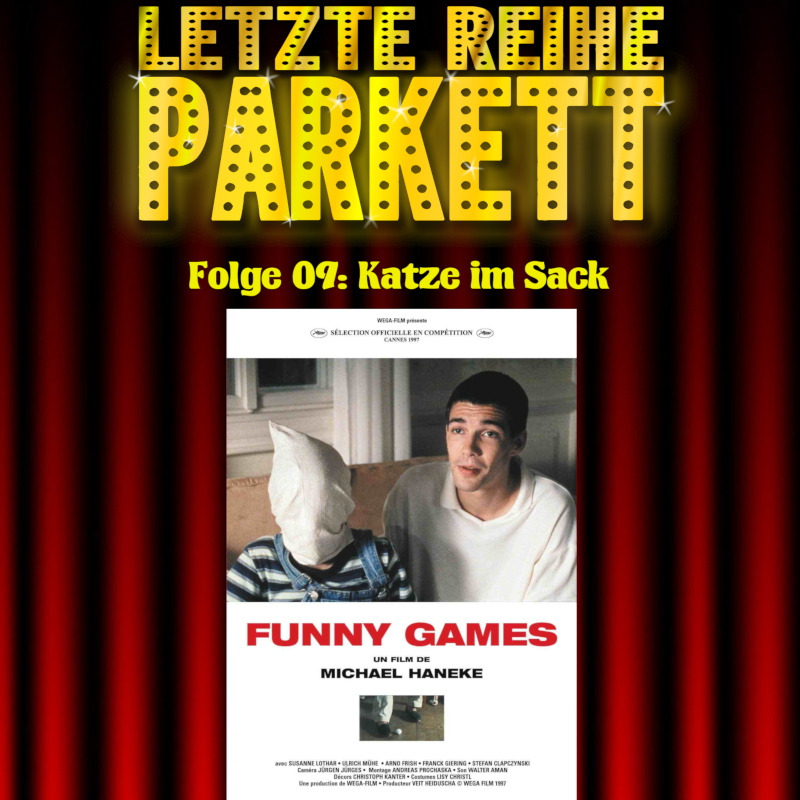 LETZTE REIHE
PARKETT
Folge 09: Katze im Sack
WEGA-FILM présente
SÉLECTION OFFICIELLE EN COMPÉTITION
CANNES 1997
FUNNY GAMES
UN FILM DE
MICHAEL HANEKE
avec SUSANNE LOTHAR • ULRICH MÜHE • ARNO FRISH • FRANCK GIERING • STEFAN CLAPCZYNSKI
Caméra JÜRGEN JÜRGES • Montage ANDREAS PROCHASKA • Son WALTER AMAN
Décors CHRISTOPH KANTER • Costumes LISY CHRISTL
Une production de WEGA-FILM • Producteur VEIT HEIDUSCHA © WEGA FILM 1997